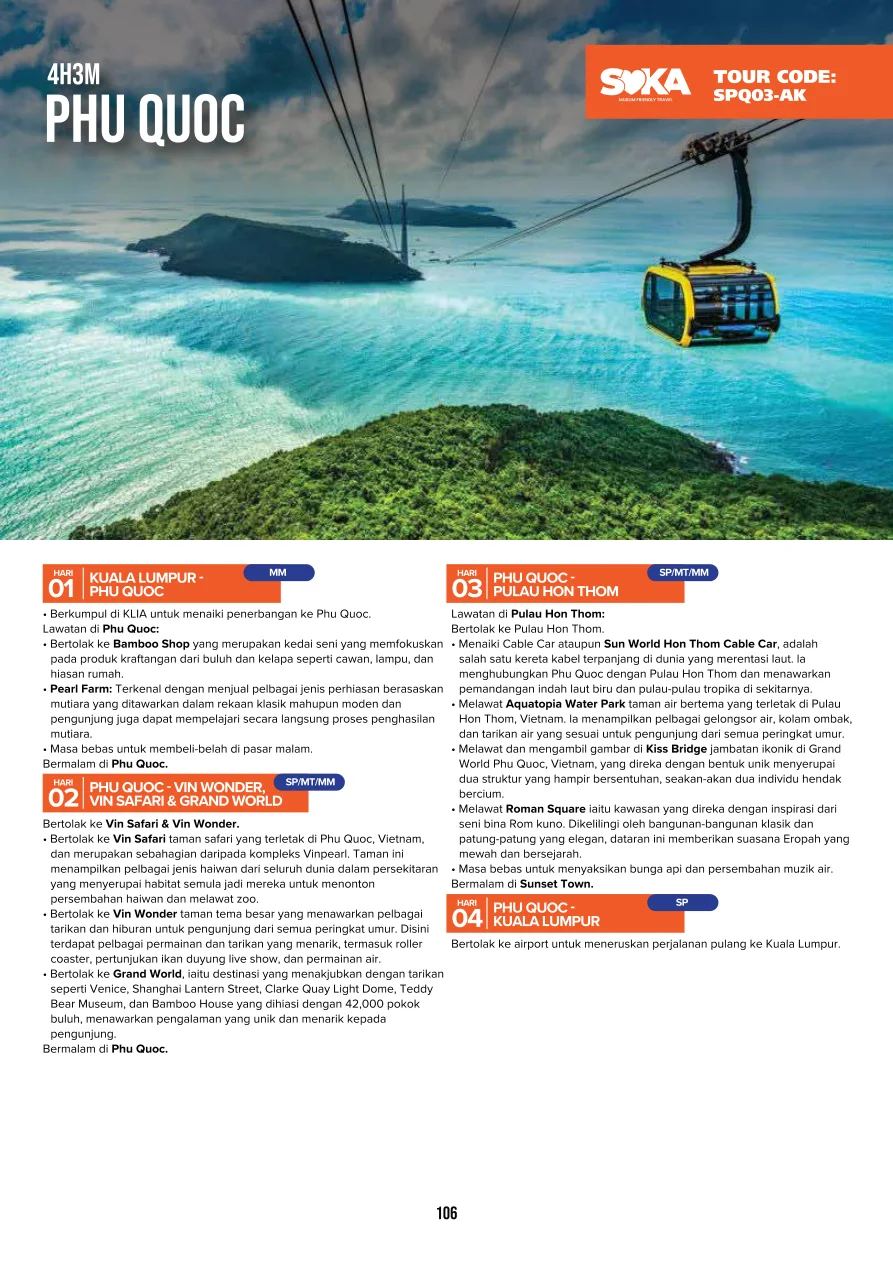 4H3M
PHU QUOC
SOKA
MUSLIM FRIENDLY TRAVEL
TOUR CODE:
SPQ03-AK
HARI
01
KUALA LUMPUR -
PHU QUOC
MM
• Berkumpul di KLIA untuk menaiki penerbangan ke Phu Quoc.
Lawatan di Phu Quoc:
• Bertolak ke Bamboo Shop yang merupakan kedai seni yang memfokuskan
pada produk kraftangan dari buluh dan kelapa seperti cawan, lampu, dan
hiasan rumah.
• Pearl Farm: Terkenal dengan menjual pelbagai jenis perhiasan berasaskan
mutiara yang ditawarkan dalam rekaan klasik mahupun moden dan
pengunjung juga dapat mempelajari secara langsung proses penghasilan
mutiara.
• Masa bebas untuk membeli-belah di pasar malam.
Bermalam di Phu Quoc.
HARI
02
PHU QUOC - VIN WONDER,
VIN SAFARI & GRAND WORLD
SP/MT/MM
Bertolak ke Vin Safari & Vin Wonder.
• Bertolak ke Vin Safari taman safari yang terletak di Phu Quoc, Vietnam,
dan merupakan sebahagian daripada kompleks Vinpearl. Taman ini
menampilkan pelbagai jenis haiwan dari seluruh dunia dalam persekitaran
yang menyerupai habitat semula jadi mereka untuk menonton
persembahan haiwan dan melawat zoo.
• Bertolak ke Vin Wonder taman tema besar yang menawarkan pelbagai
tarikan dan hiburan untuk pengunjung dari semua peringkat umur. Disini
terdapat pelbagai permainan dan tarikan yang menarik, termasuk roller
coaster, pertunjukan ikan duyung live show, dan permainan air.
• Bertolak ke Grand World, iaitu destinasi yang menakjubkan dengan tarikan
seperti Venice, Shanghai Lantern Street, Clarke Quay Light Dome, Teddy
Bear Museum, dan Bamboo House yang dihiasi dengan 42,000 pokok
buluh, menawarkan pengalaman yang unik dan menarik kepada
pengunjung.
Bermalam di Phu Quoc.
HARI
03
PHU QUOC -
PULAU HON THOM
SP/MT/MM
Lawatan di Pulau Hon Thom:
Bertolak ke Pulau Hon Thom.
• Menaiki Cable Car ataupun Sun World Hon Thom Cable Car, adalah
salah satu kereta kabel terpanjang di dunia yang merentasi laut. Ia
menghubungkan Phu Quoc dengan Pulau Hon Thom dan menawarkan
pemandangan indah laut biru dan pulau-pulau tropika di sekitarnya.
• Melawat Aquatopia Water Park taman air bertema yang terletak di Pulau
Hon Thom, Vietnam. Ia menampilkan pelbagai gelongsor air, kolam ombak,
dan tarikan air yang sesuai untuk pengunjung dari semua peringkat umur.
• Melawat dan mengambil gambar di Kiss Bridge jambatan ikonik di Grand
World Phu Quoc, Vietnam, yang direka dengan bentuk unik menyerupai
dua struktur yang hampir bersentuhan, seakan-akan dua individu hendak
bercium.
• Melawat Roman Square iaitu kawasan yang direka dengan inspirasi dari
seni bina Rom kuno. Dikelilingi oleh bangunan-bangunan klasik dan
patung-patung yang elegan, dataran ini memberikan suasana Eropah yang
mewah dan bersejarah.
• Masa bebas untuk menyaksikan bunga api dan persembahan muzik air.
Bermalam di Sunset Town.
HARI
04
PHU QUOC -
KUALA LUMPUR
SP
Bertolak ke airport untuk meneruskan perjalanan pulang ke Kuala Lumpur.
106